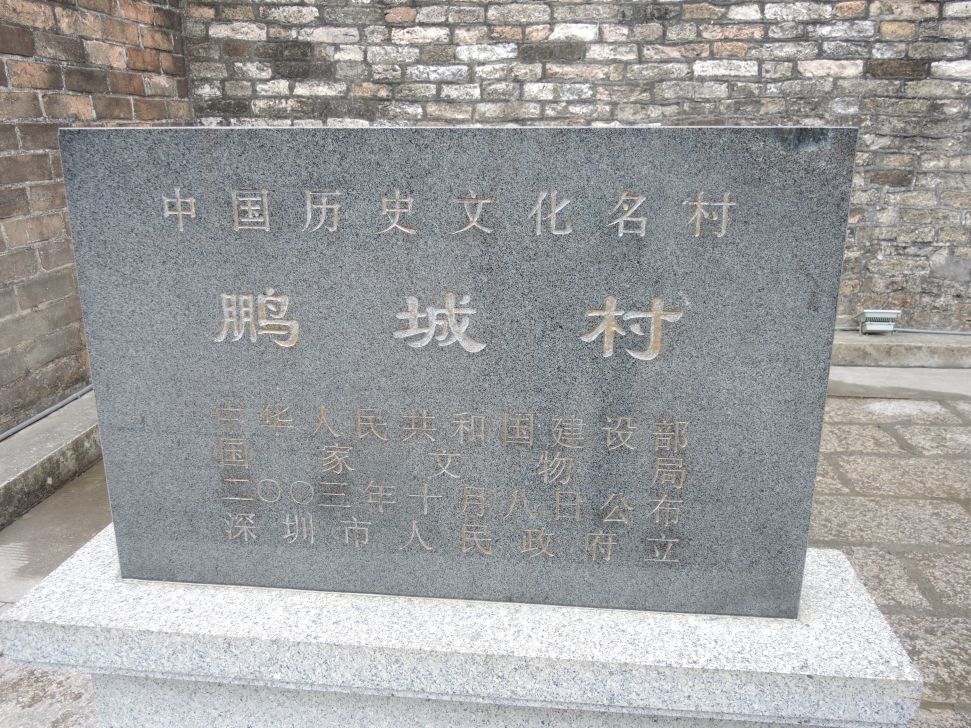 中国历史文化名村
鹏城村
中华人民共和国建设部
国家文物局
二〇〇三年十月八日公布
深圳市人民政府立